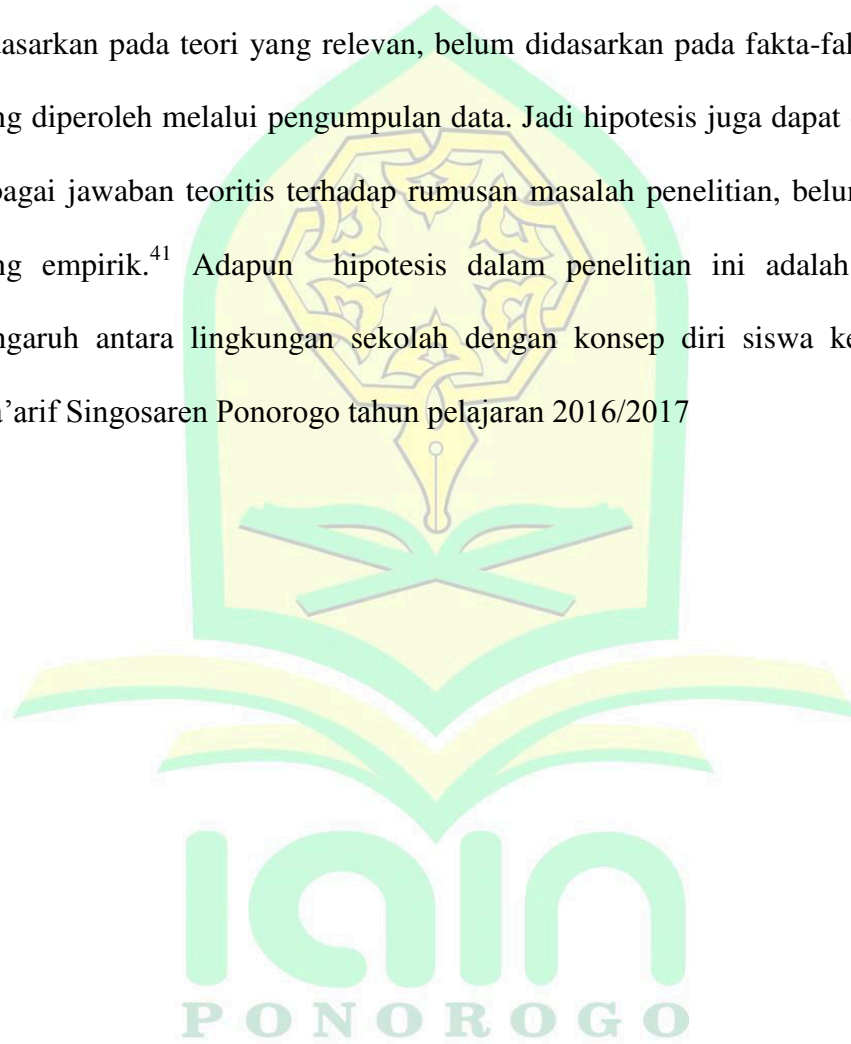 dasarkan pada teori yang relevan, belum didasarkan pada fakta-fak
ng diperoleh melalui pengumpulan data. Jadi hipotesis juga dapat
bagai jawaban teoritis terhadap rumusan masalah penelitian, belu
ng empirik.41 Adapun hipotesis dalam penelitian ini adalah
ngaruh antara lingkungan sekolah dengan konsep diri siswa ke
a’arif Singosaren Ponorogo tahun pelajaran 2016/2017
iain
PONOROGO